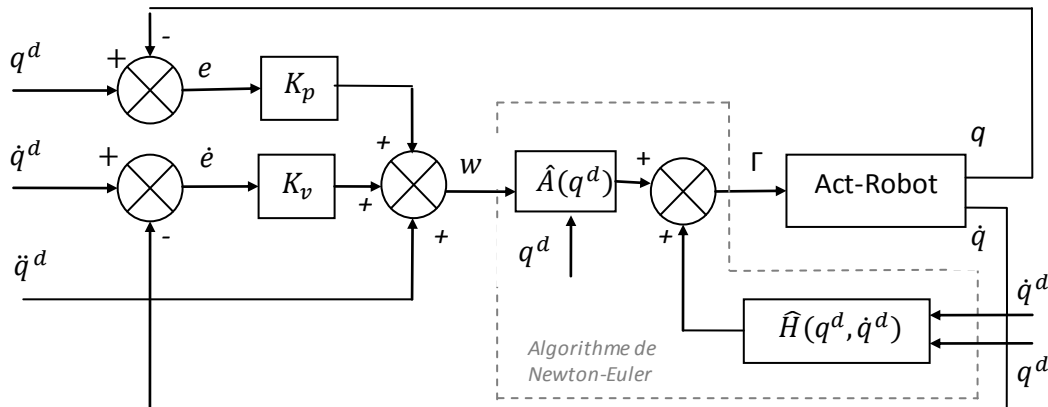 -
q^d
+
e
K_p
q̇^d
+
ė
K_v
-
q̈^d
+
+
+
w
Â(q^d)
q^d
+
+
Γ
Act-Robot
q
q̇
Ĥ(q^d, q̇^d)
q̇^d
q^d
Algorithme de
Newton-Euler